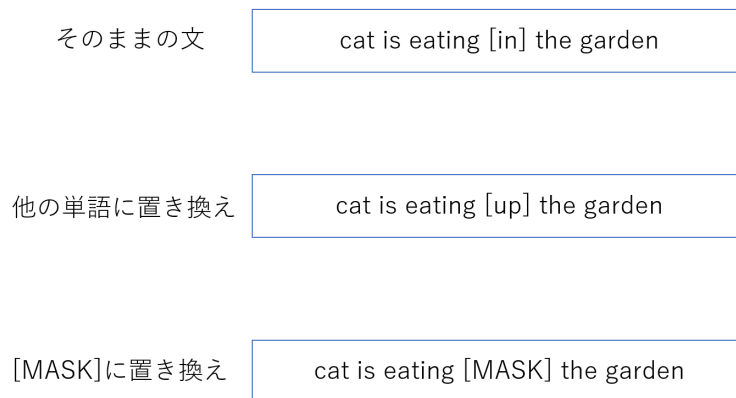 そのままの文 cat is eating [in] the garden
他の単語に置き換え cat is eating [up] the garden
[MASK]に置き換え cat is eating [MASK] the garden